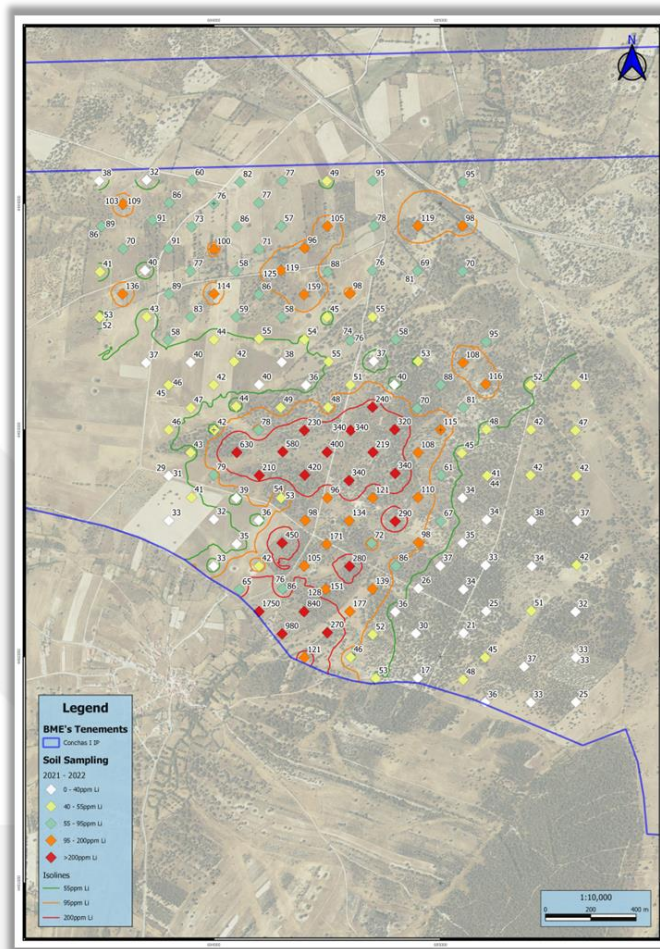 N
38 32 60 82 77 49 95 95
103 109 86 76 77
89 91 73 86 57 105 78 119 98
86
70 91 100 71 96
41 40 77 58 125 119 88 76 69 70
81
136 89 114 86 159 98
53 43 83 59 58 45 55
52
58 44 55 54 74 76 58 95
37 40 42 38 55 37 53 108
46 42 40 36 51 40 88 116 52 41
45
44 49 48 240 70 81
46 42 78 230 340 340 320 115 48 42 47
43 630 580 400 219 108 45
29 31 79 210 420 340 340 61 41 42 42
44
41 39 54 53 96 121 110 34
33 32 36 98 134 290 67 34 38 37
35 450 171 72 98 35 33
33 42 105 280 86 37 34 42
65 76 86 128 151 139 26 34
1750 840 177 36 25 51 32
980 270 52 30 21
121 46 45 37 33
33
53 17 48
36 33 25
Legend
BME's Tenements
Conchas I IP
Soil Sampling
2021 - 2022
0 - 40ppm Li
40 - 55ppm Li
55 - 95ppm Li
95 - 200ppm Li
>200ppm Li
Isolines
55ppm Li
95ppm Li
200ppm Li
1:10,000
0 200 400 m